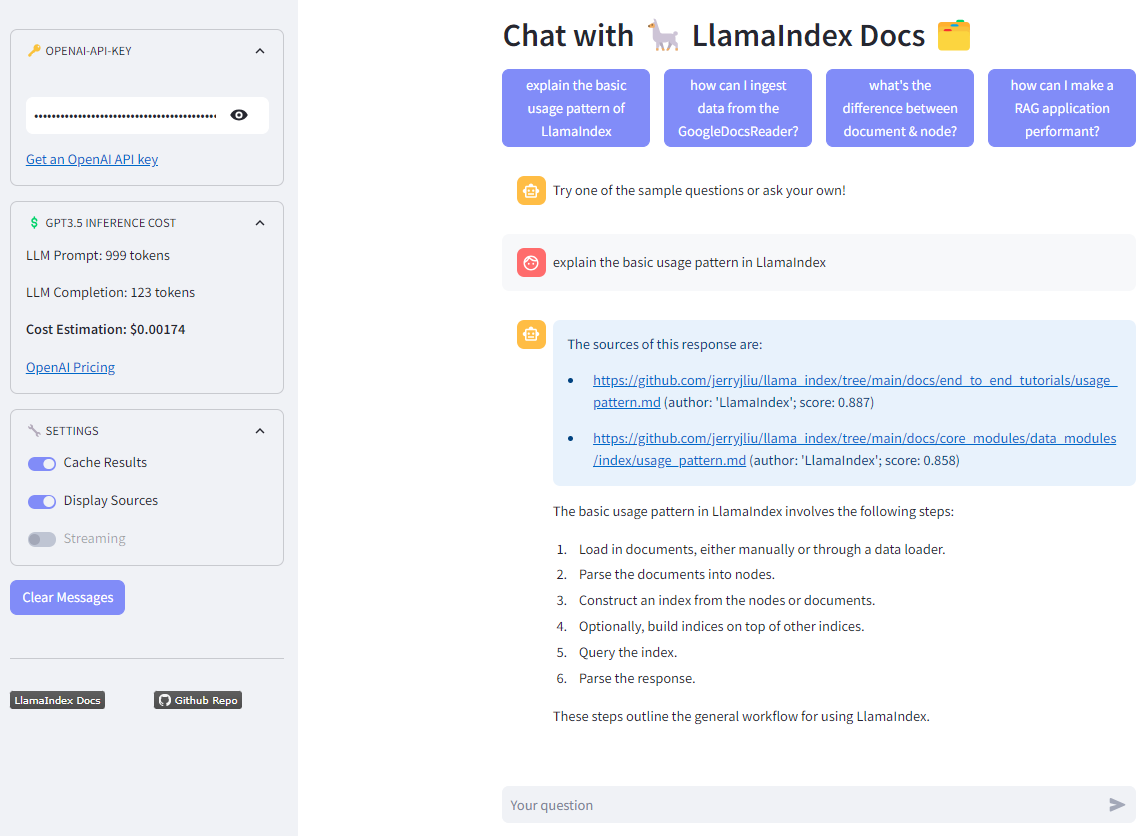 OPENAI-API-KEY
Get an OpenAI API key
GPT3.5 INFERENCE COST
LLM Prompt: 999 tokens
LLM Completion: 123 tokens
Cost Estimation: $0.00174
OpenAI Pricing
SETTINGS
Cache Results
Display Sources
Streaming
Clear Messages
LlamaIndex Docs
Github Repo
Chat with LlamaIndex Docs
explain the basic
usage pattern of
LlamaIndex
how can I ingest
data from the
GoogleDocsReader?
what's the
difference between
document & node?
how can I make a
RAG application
performant?
Try one of the sample questions or ask your own!
explain the basic usage pattern in LlamaIndex
The sources of this response are:
https://github.com/jerryjliu/llama_index/tree/main/docs/end_to_end_tutorials/usage_
pattern.md (author: 'LlamaIndex'; score: 0.887)
https://github.com/jerryjliu/llama_index/tree/main/docs/core_modules/data_modules
/index/usage_pattern.md (author: 'LlamaIndex'; score: 0.858)
The basic usage pattern in LlamaIndex involves the following steps:
1. Load in documents, either manually or through a data loader.
2. Parse the documents into nodes.
3. Construct an index from the nodes or documents.
4. Optionally, build indices on top of other indices.
5. Query the index.
6. Parse the response.
These steps outline the general workflow for using LlamaIndex.
Your question